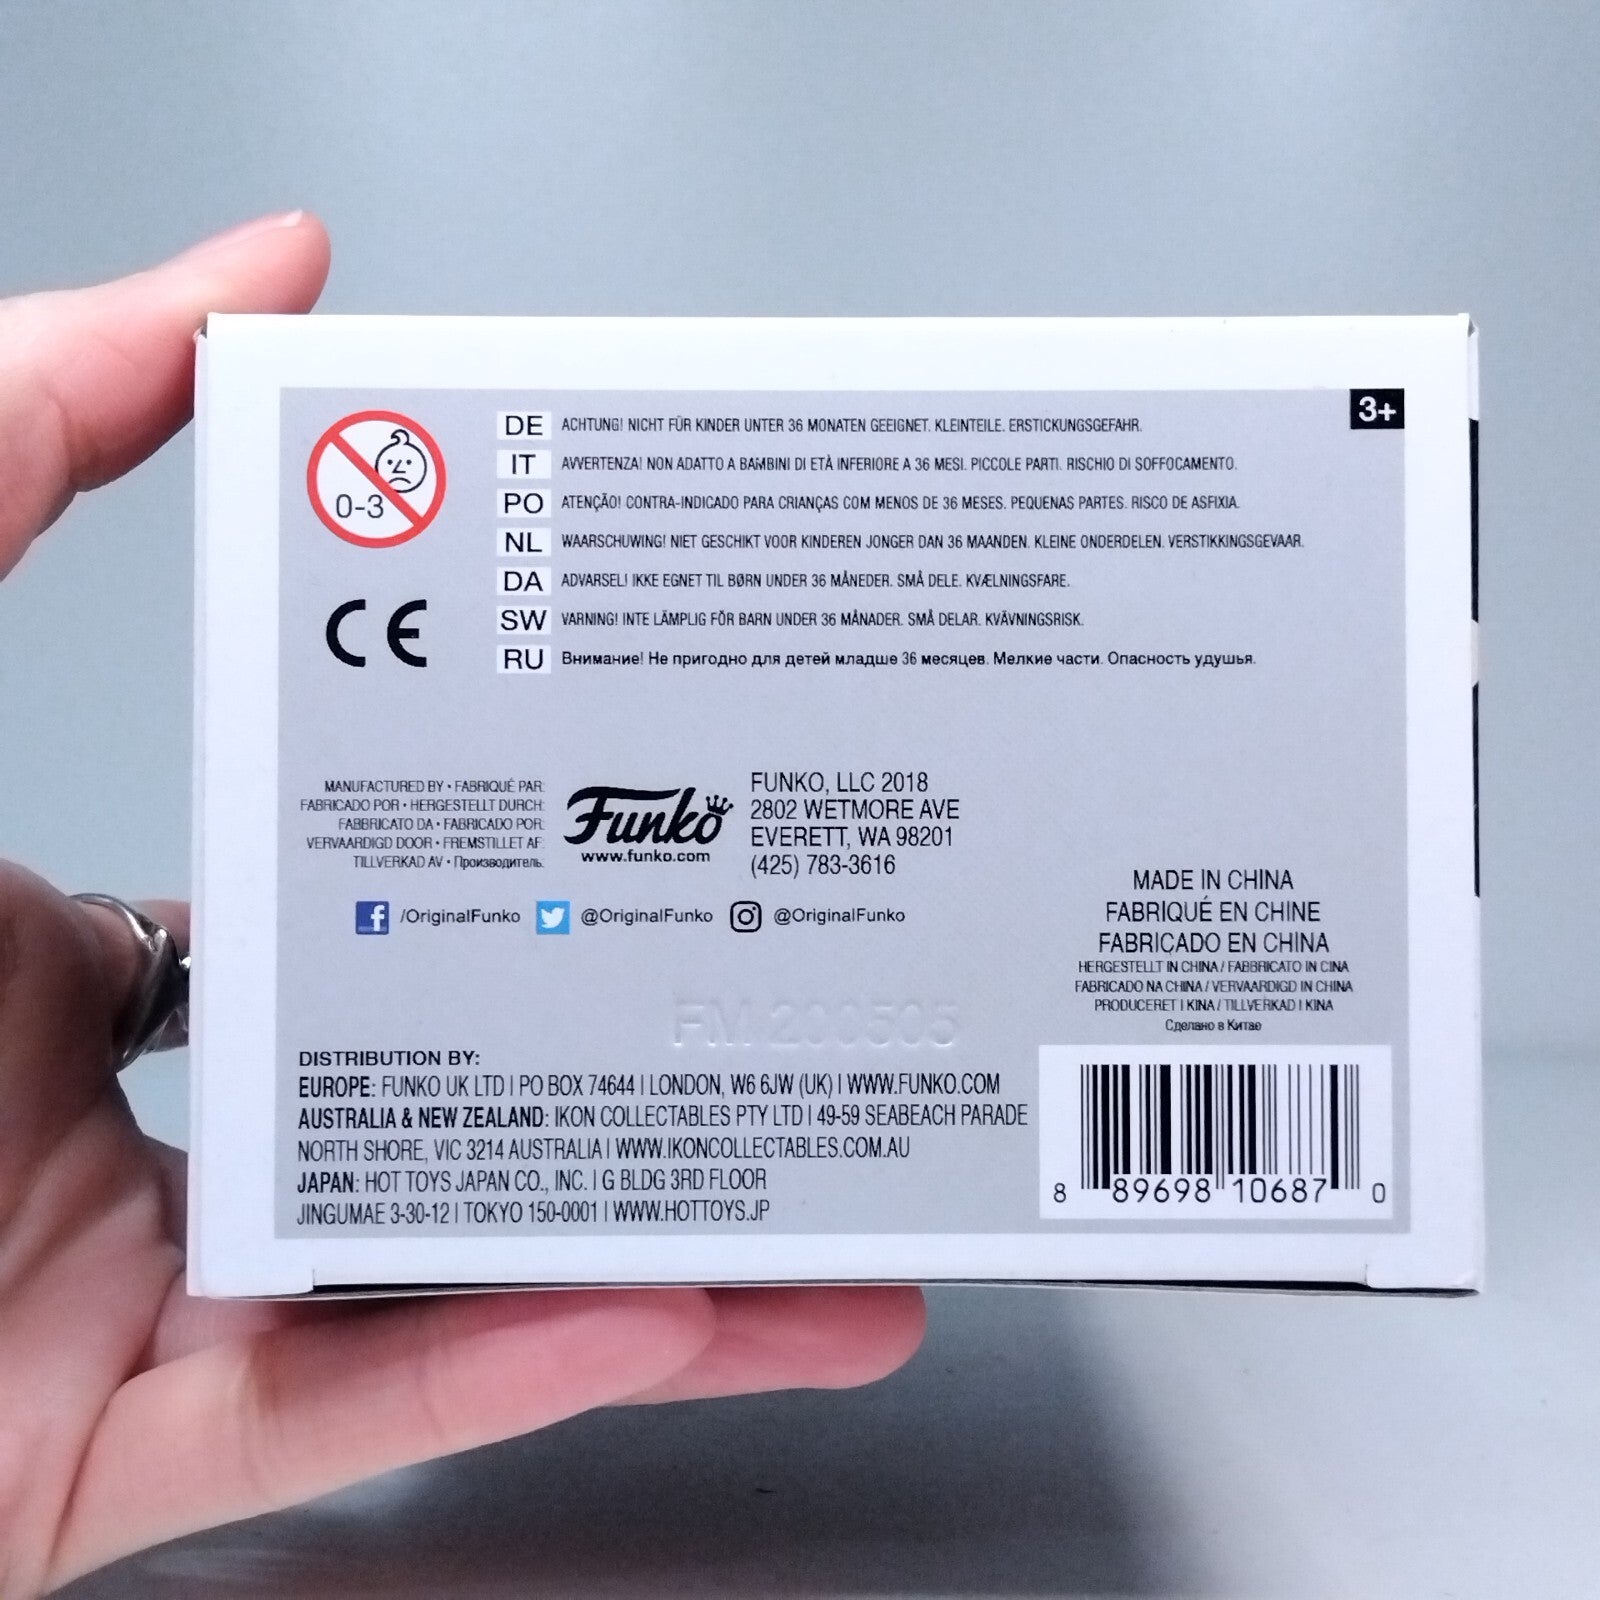 3+
0-3
DE ACHTUNG! NICHT FÜR KINDER UNTER 36 MONATEN GEEIGNET. KLEINTEILE. ERSTICKUNGSGEFAHR.
IT AVVERTENZA! NON ADATTO A BAMBINI DI ETÀ INFERIORE A 36 MESI. PICCOLE PARTI. RISCHIO DI SOFFOCAMENTO.
PO ATENÇÃO! CONTRA-INDICADO PARA CRIANÇAS COM MENOS DE 36 MESES. PEQUENAS PARTES. RISCO DE ASFIXIA.
NL WAARSCHUWING! NIET GESCHIKT VOOR KINDEREN JONGER DAN 36 MAANDEN. KLEINE ONDERDELEN. VERSTIKKINGSGEVAAR.
DA ADVARSEL! IKKE EGNET TIL BØRN UNDER 36 MÅNEDER. SMÅ DELE. KVÆLNINGSFARE.
SW VARNING! INTE LÄMPLIG FÖR BARN UNDER 36 MÅNADER. SMÅ DELAR. KVÄVNINGSRISK.
RU Внимание! Не пригодно для детей младше 36 месяцев. Мелкие части. Опасность удушья.
CE
MANUFACTURED BY • FABRIQUÉ PAR:
FABRICADO POR • HERGESTELLT DURCH:
FABBRICATO DA • FABRICADO POR:
VERVAARDIGD DOOR • FREMSTILLET AF:
TILLVERKAD AV • Производитель:
Funko
www.funko.com
FUNKO, LLC 2018
2802 WETMORE AVE
EVERETT, WA 98201
(425) 783-3616
/OriginalFunko @OriginalFunko @OriginalFunko
MADE IN CHINA
FABRIQUÉ EN CHINE
FABRICADO EN CHINA
HERGESTELLT IN CHINA / FABBRICATO IN CINA
FABRICADO NA CHINA / VERVAARDIGD IN CHINA
PRODUCERET I KINA / TILLVERKAD I KINA
Сделано в Китае
FM 200505
DISTRIBUTION BY:
EUROPE: FUNKO UK LTD | PO BOX 74644 | LONDON, W6 6JW (UK) | WWW.FUNKO.COM
AUSTRALIA & NEW ZEALAND: IKON COLLECTABLES PTY LTD | 49-59 SEABEACH PARADE
NORTH SHORE, VIC 3214 AUSTRALIA | WWW.IKONCOLLECTABLES.COM.AU
JAPAN: HOT TOYS JAPAN CO., INC. | G BLDG 3RD FLOOR
JINGUMAE 3-30-12 | TOKYO 150-0001 | WWW.HOTTOYS.JP
8 89698 10687 0